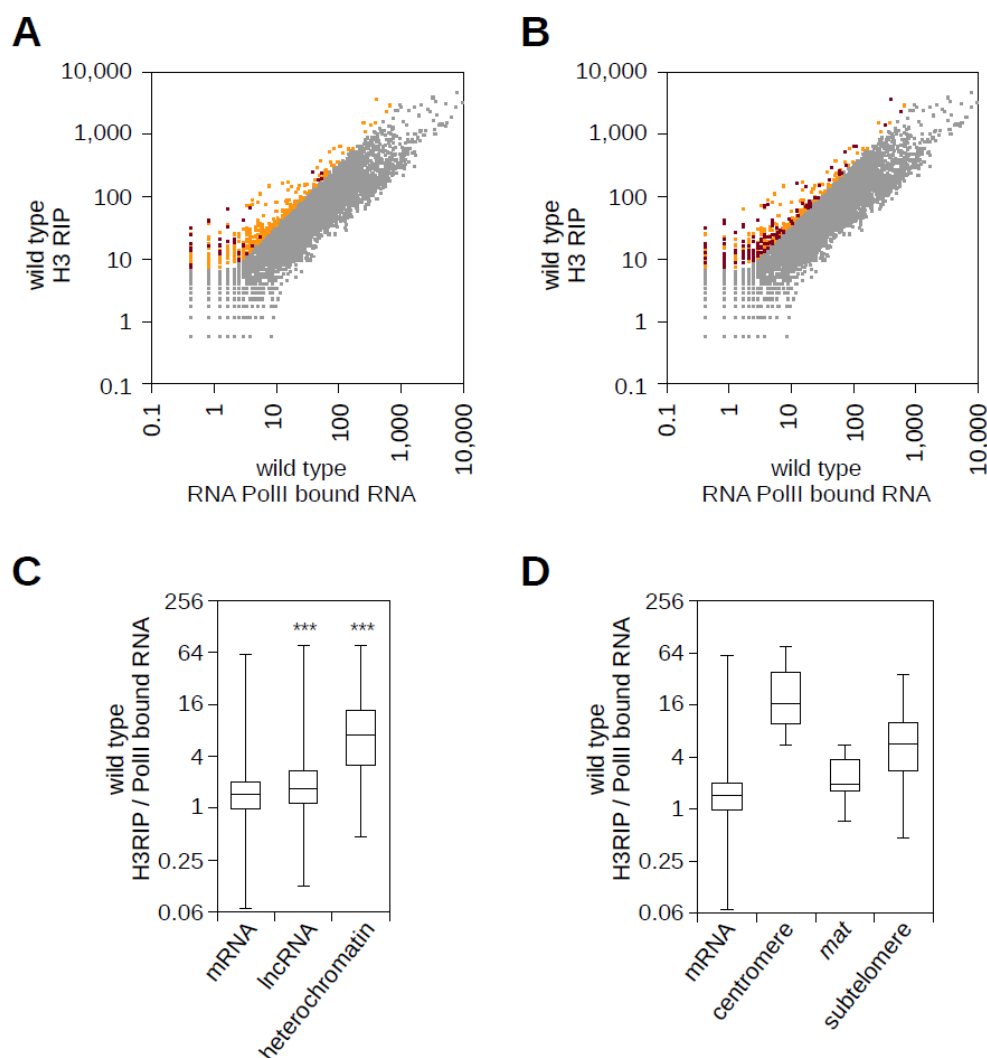 A
10,000
1,000
100
10
1
0.1
wild type
H3 RIP
0.1
1
10
100
1,000
10,000
wild type
RNA PolII bound RNA
B
10,000
1,000
100
10
1
0.1
wild type
H3 RIP
0.1
1
10
100
1,000
10.000
wild type
RNA PolII bound RNA
C
256
64
16
4
1
0.25
0.06
wild type
H3RIP / PolII bound RNA
***
***
mRNA
lncRNA
heterochromatin
D
256
64
16
4
1
0.25
0.06
wild type
H3RIP / PolII bound RNA
mRNA
centromere
mat
subtelomere